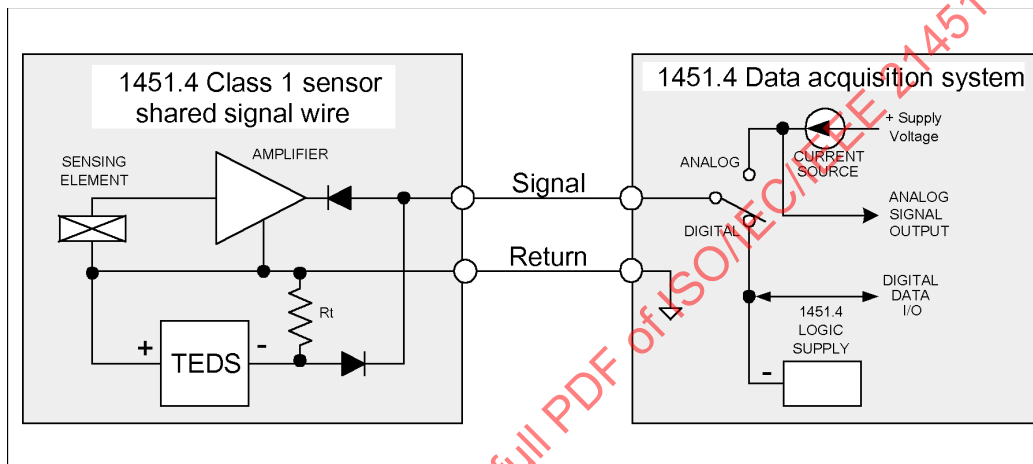 1451.4 Class 1 sensor
shared signal wire
SENSING
ELEMENT
AMPLIFIER
Rt
+
TEDS
-
Signal
Return
1451.4 Data acquisition system
+ Supply
Voltage
CURRENT
SOURCE
ANALOG
ANALOG
SIGNAL
OUTPUT
DIGITAL
DIGITAL
DATA
I/O
1451.4
LOGIC
SUPPLY
-
full PDF of ISO/IEC/IEEE 21451